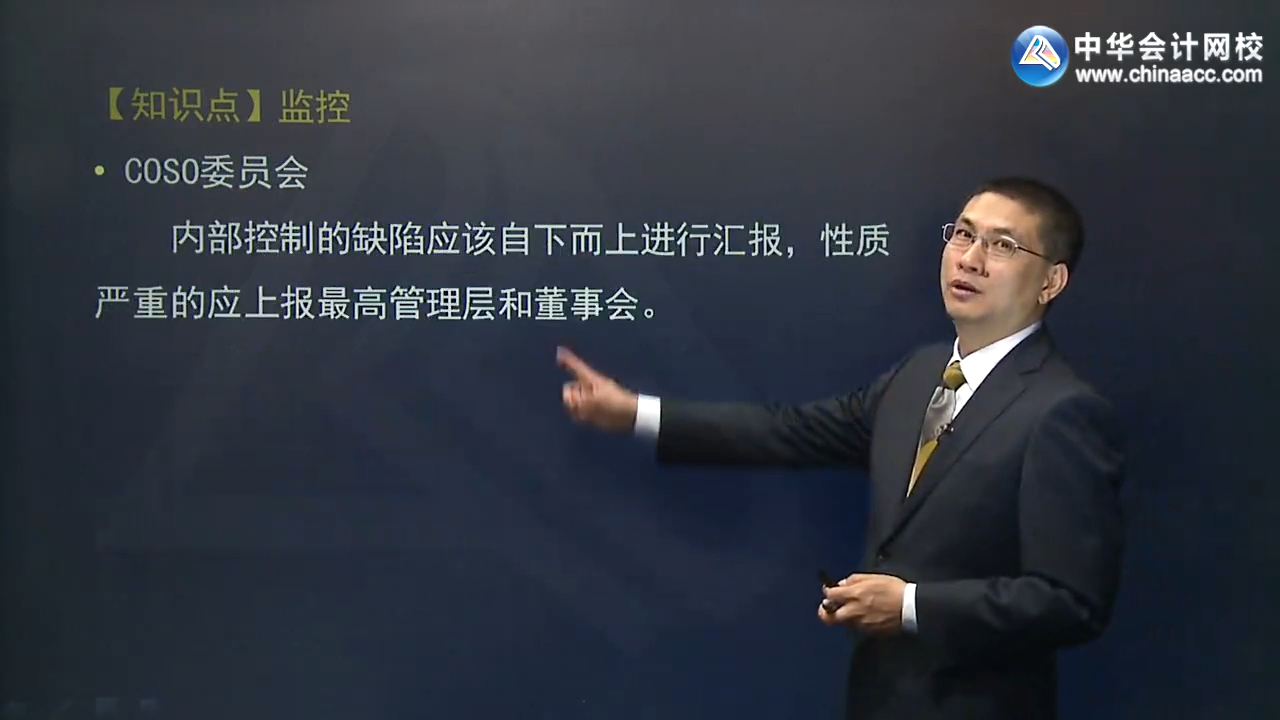 中华会计网校
www.chinaacc.com
【知识点】监控
• COSO委员会
内部控制的缺陷应该自下而上进行汇报，性质
严重的应上报最高管理层和董事会。